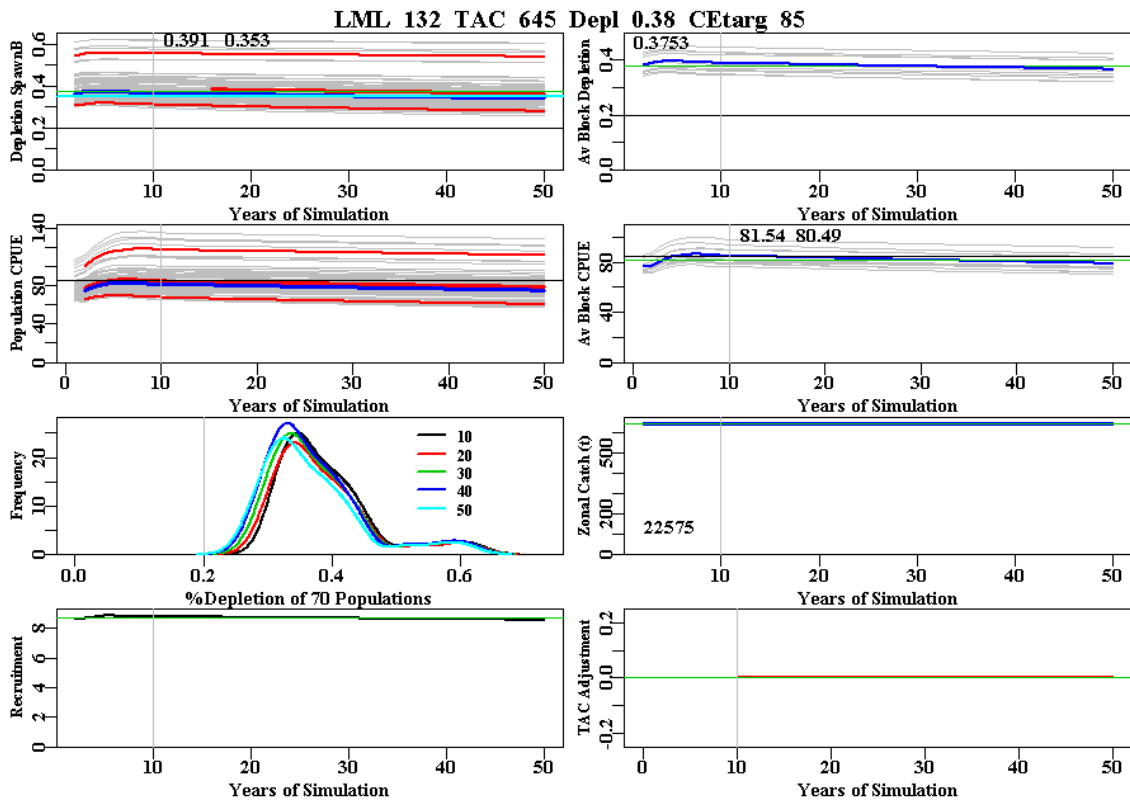 LML 132 TAC 645 Depl 0.38 CEtarg 85
Depletion SpawnB
0.6
0.4
0.2
0.0
0.391 0.353
10 20 30 40 50
Years of Simulation
Av Block Depletion
0.4
0.2
0.0
0.3753
10 20 30 40 50
Years of Simulation
Population CPUE
140
80
40
0
0 10 20 30 40 50
Years of Simulation
Av Block CPUE
80
40
0
81.54 80.49
0 10 20 30 40 50
Years of Simulation
Frequency
20
10
0
10
20
30
40
50
0.0 0.2 0.4 0.6
%Depletion of 70 Populations
Zonal Catch (t)
500
200
0
22575
0 10 20 30 40 50
Years of Simulation
Recruitment
8
6
4
2
0
10 20 30 40 50
Years of Simulation
TAC Adjustment
0.2
0.0
-0.2
0 10 20 30 40 50
Years of Simulation